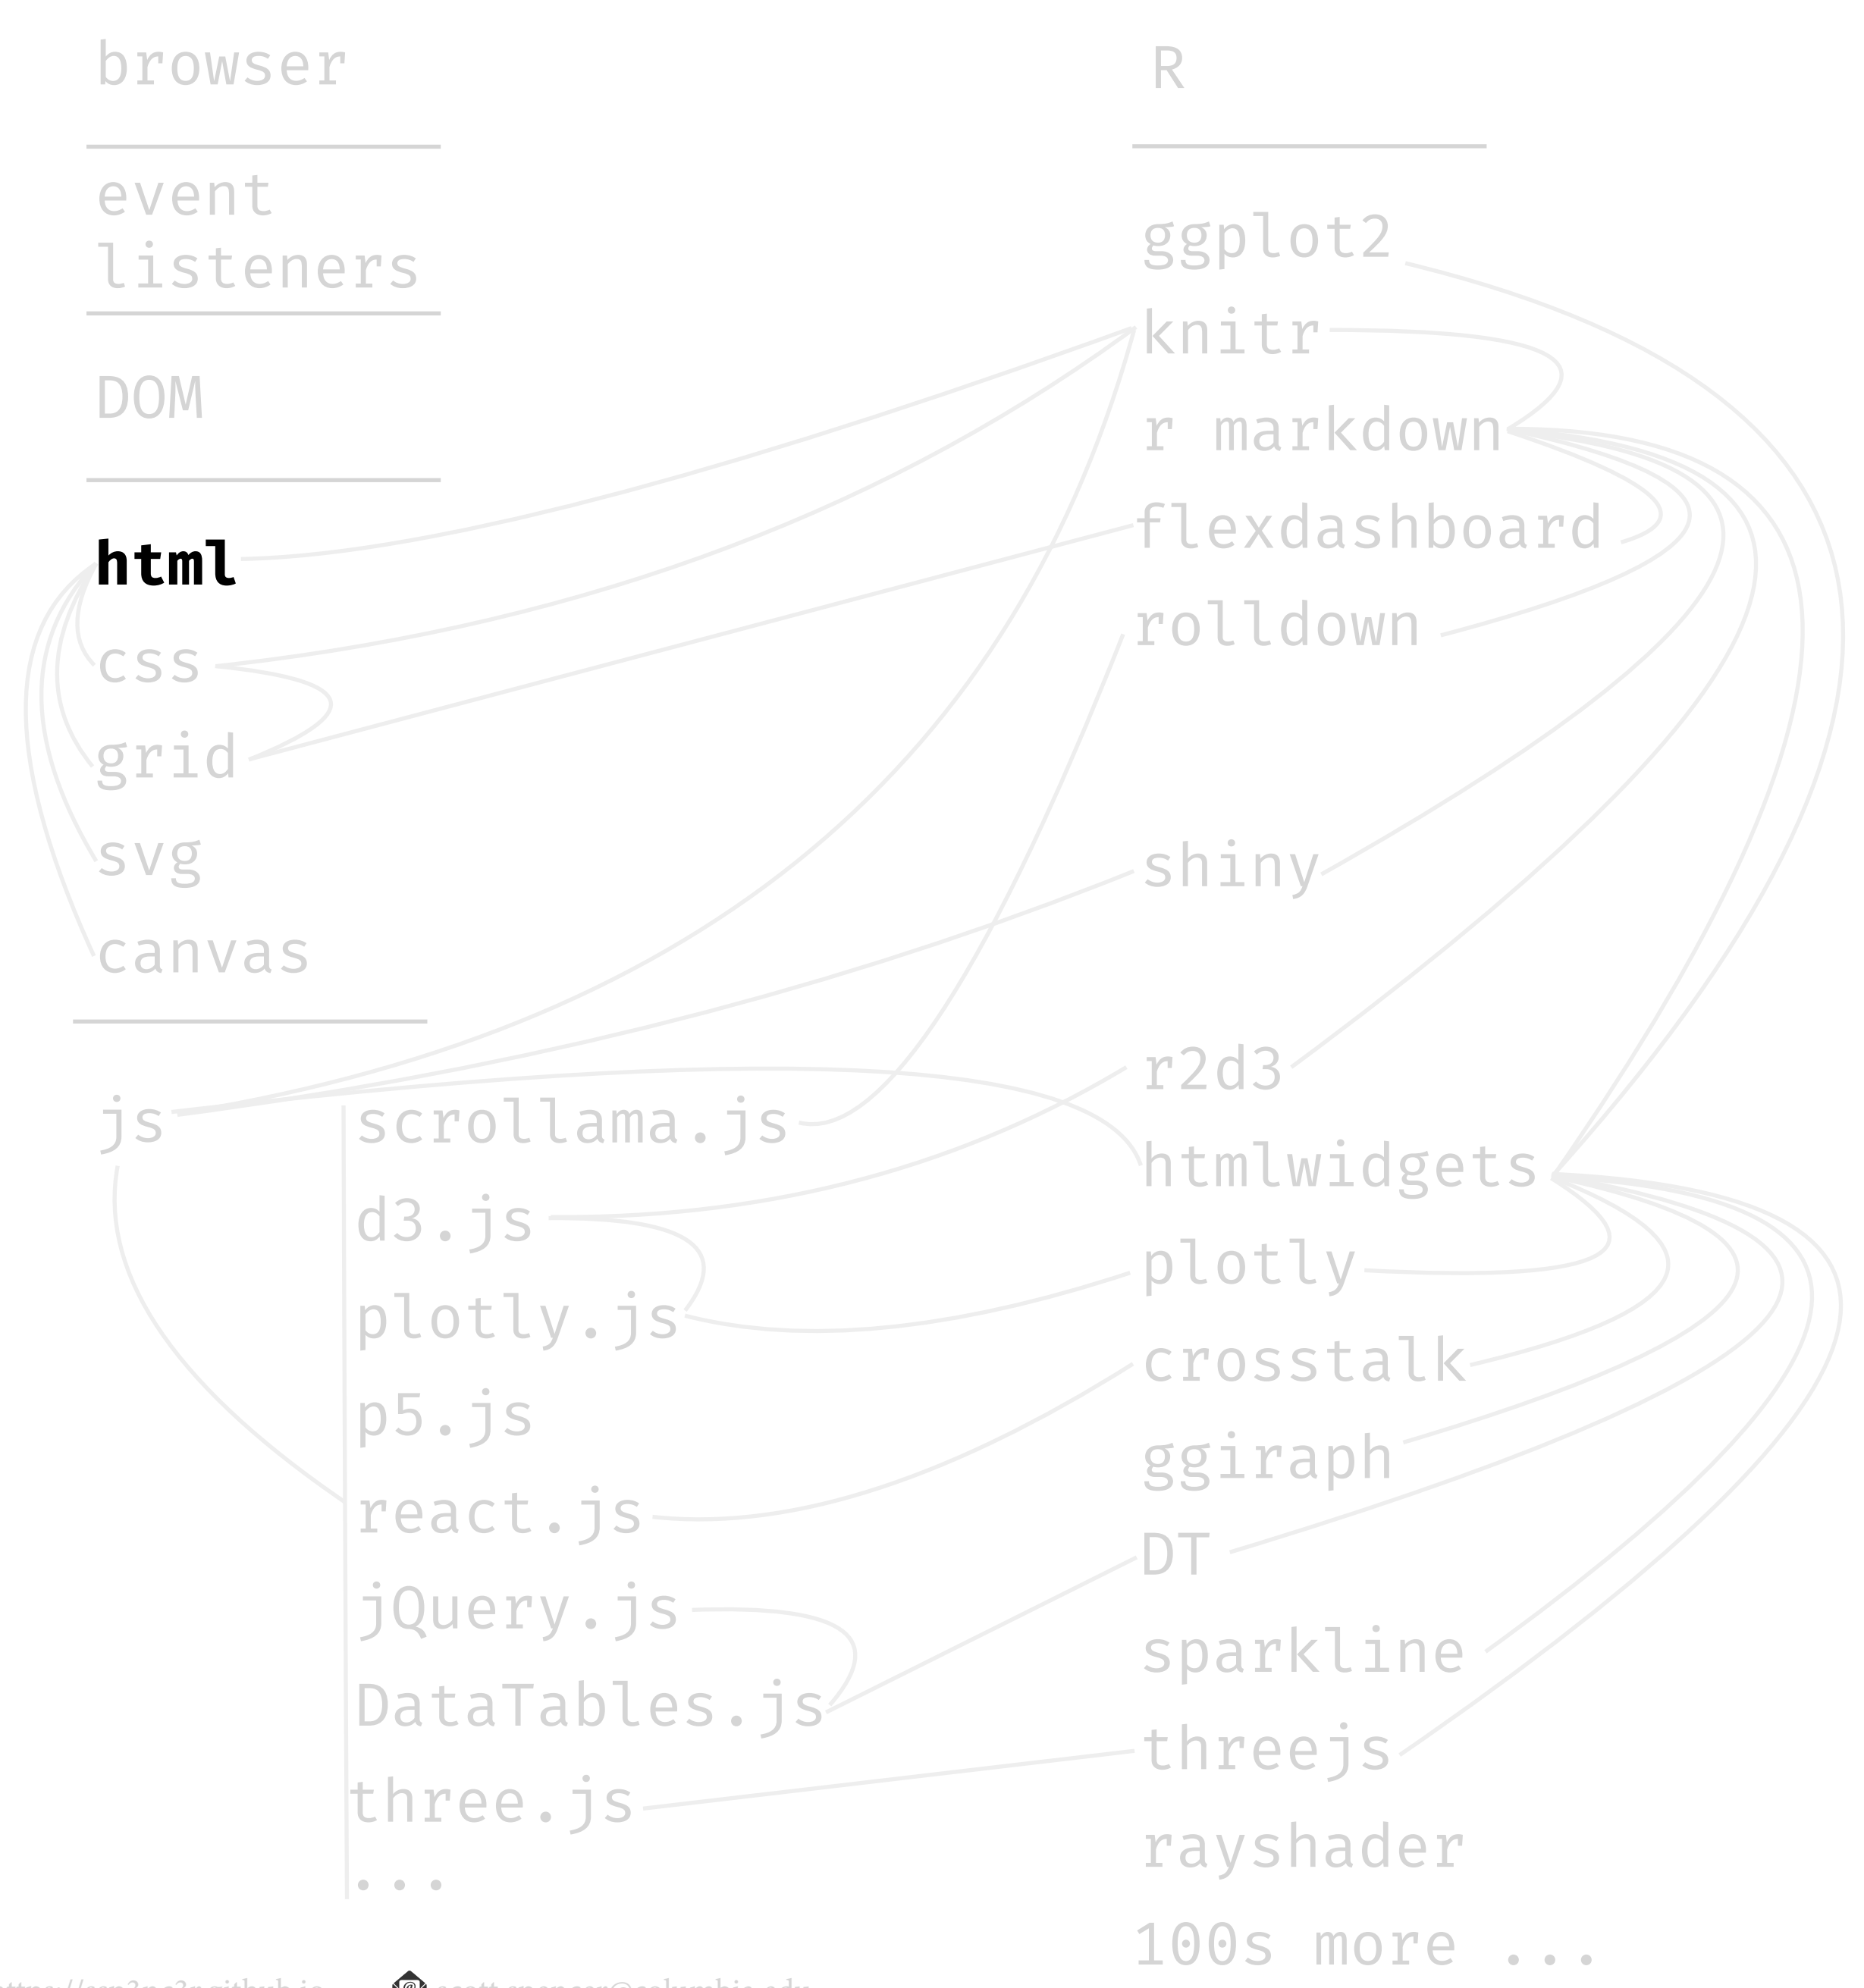 browser
event
listeners
DOM
html
css
grid
svg
canvas
js
scrollama.js
d3.js
plotly.js
p5.js
react.js
jQuery.js
DataTables.js
three.js
...
R
ggplot2
knitr
r markdown
flexdashboard
rolldown
shiny
r2d3
htmlwidgets
plotly
crosstalk
ggiraph
DT
sparkline
threejs
rayshader
100s more ...